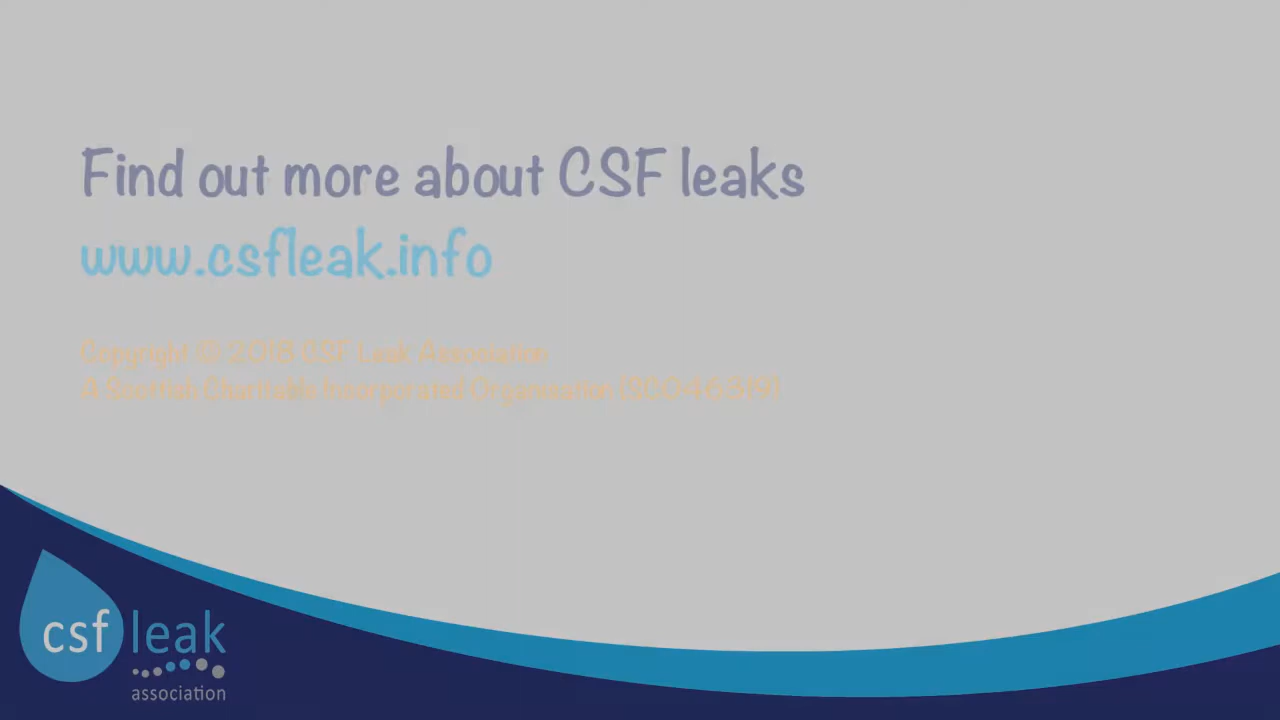 Find out more about CSF leaks
www.csfleak.info
Copyright © 2018 CSF Leak Association
A Scottish Charitable Incorporated Organisation (SC046319)
csf leak
association